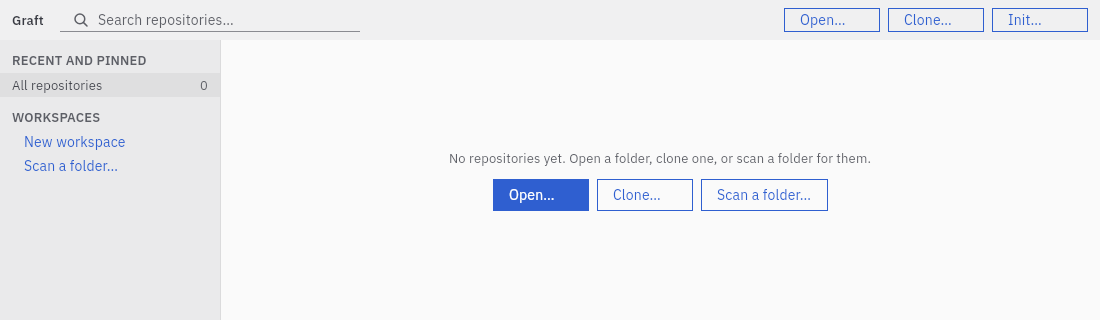 Graft
Search repositories...
Open...
Clone...
Init...
RECENT AND PINNED
All repositories 0
WORKSPACES
New workspace
Scan a folder...
No repositories yet. Open a folder, clone one, or scan a folder for them.
Open...
Clone...
Scan a folder...